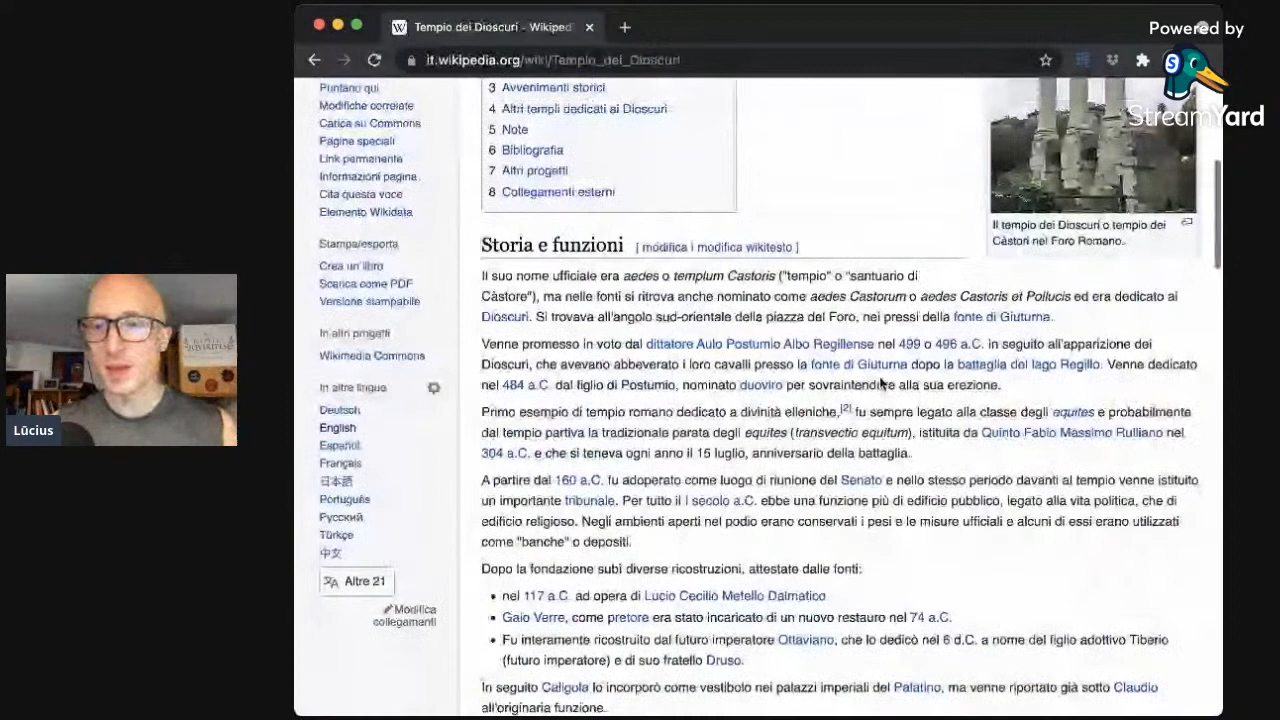 Tempio dei Dioscuri - Wikiped
it.wikipedia.org/wiki/Tempio_dei_Dioscuri
Powered by
StreamYard
Puntano qui
Modifiche correlate
Carica su Commons
Pagine speciali
Link permanente
Informazioni pagina
Cita questa voce
Elemento Wikidata
Stampa/esporta
Crea un libro
Scarica come PDF
Versione stampabile
In altri progetti
Wikimedia Commons
In altre lingue
Deutsch
English
Español
Français
日本語
Português
Русский
Türkçe
中文
Altre 21
Modifica
collegamenti
3 Avvenimenti storici
4 Altri templi dedicati ai Dioscuri
5 Note
6 Bibliografia
7 Altri progetti
8 Collegamenti esterni
Il tempio dei Dioscuri o tempio dei
Càstori nel Foro Romano.
Storia e funzioni [ modifica | modifica wikitesto ]
Il suo nome ufficiale era aedes o templum Castoris ("tempio" o "santuario di
Càstore"), ma nelle fonti si ritrova anche nominato come aedes Castorum o aedes Castoris et Pollucis ed era dedicato ai
Dioscuri. Si trovava all'angolo sud-orientale della piazza del Foro, nei pressi della fonte di Giuturna.
Venne promesso in voto dal dittatore Aulo Postumio Albo Regillense nel 499 o 496 a.C. in seguito all'apparizione dei
Dioscuri, che avevano abbeverato i loro cavalli presso la fonte di Giuturna dopo la battaglia del lago Regillo. Venne dedicato
nel 484 a.C. dal figlio di Postumio, nominato duoviro per sovraintendere alla sua erezione.
Primo esempio di tempio romano dedicato a divinità elleniche,[2] fu sempre legato alla classe degli equites e probabilmente
dal tempio partiva la tradizionale parata degli equites (transvectio equitum), istituita da Quinto Fabio Massimo Rulliano nel
304 a.C. e che si teneva ogni anno il 15 luglio, anniversario della battaglia.
A partire dal 160 a.C. fu adoperato come luogo di riunione del Senato e nello stesso periodo davanti al tempio venne istituito
un importante tribunale. Per tutto il I secolo a.C. ebbe una funzione più di edificio pubblico, legato alla vita politica, che di
edificio religioso. Negli ambienti aperti nel podio erano conservati i pesi e le misure ufficiali e alcuni di essi erano utilizzati
come "banche" o depositi.
Dopo la fondazione subì diverse ricostruzioni, attestate dalle fonti:
• nel 117 a.C. ad opera di Lucio Cecilio Metello Dalmatico
• Gaio Verre, come pretore era stato incaricato di un nuovo restauro nel 74 a.C.
• Fu interamente ricostruito dal futuro imperatore Ottaviano, che lo dedicò nel 6 d.C. a nome del figlio adottivo Tiberio
(futuro imperatore) e di suo fratello Druso.
In seguito Caligola lo incorporò come vestibolo nei palazzi imperiali del Palatino, ma venne riportato già sotto Claudio
all'originaria funzione.
Lūcius